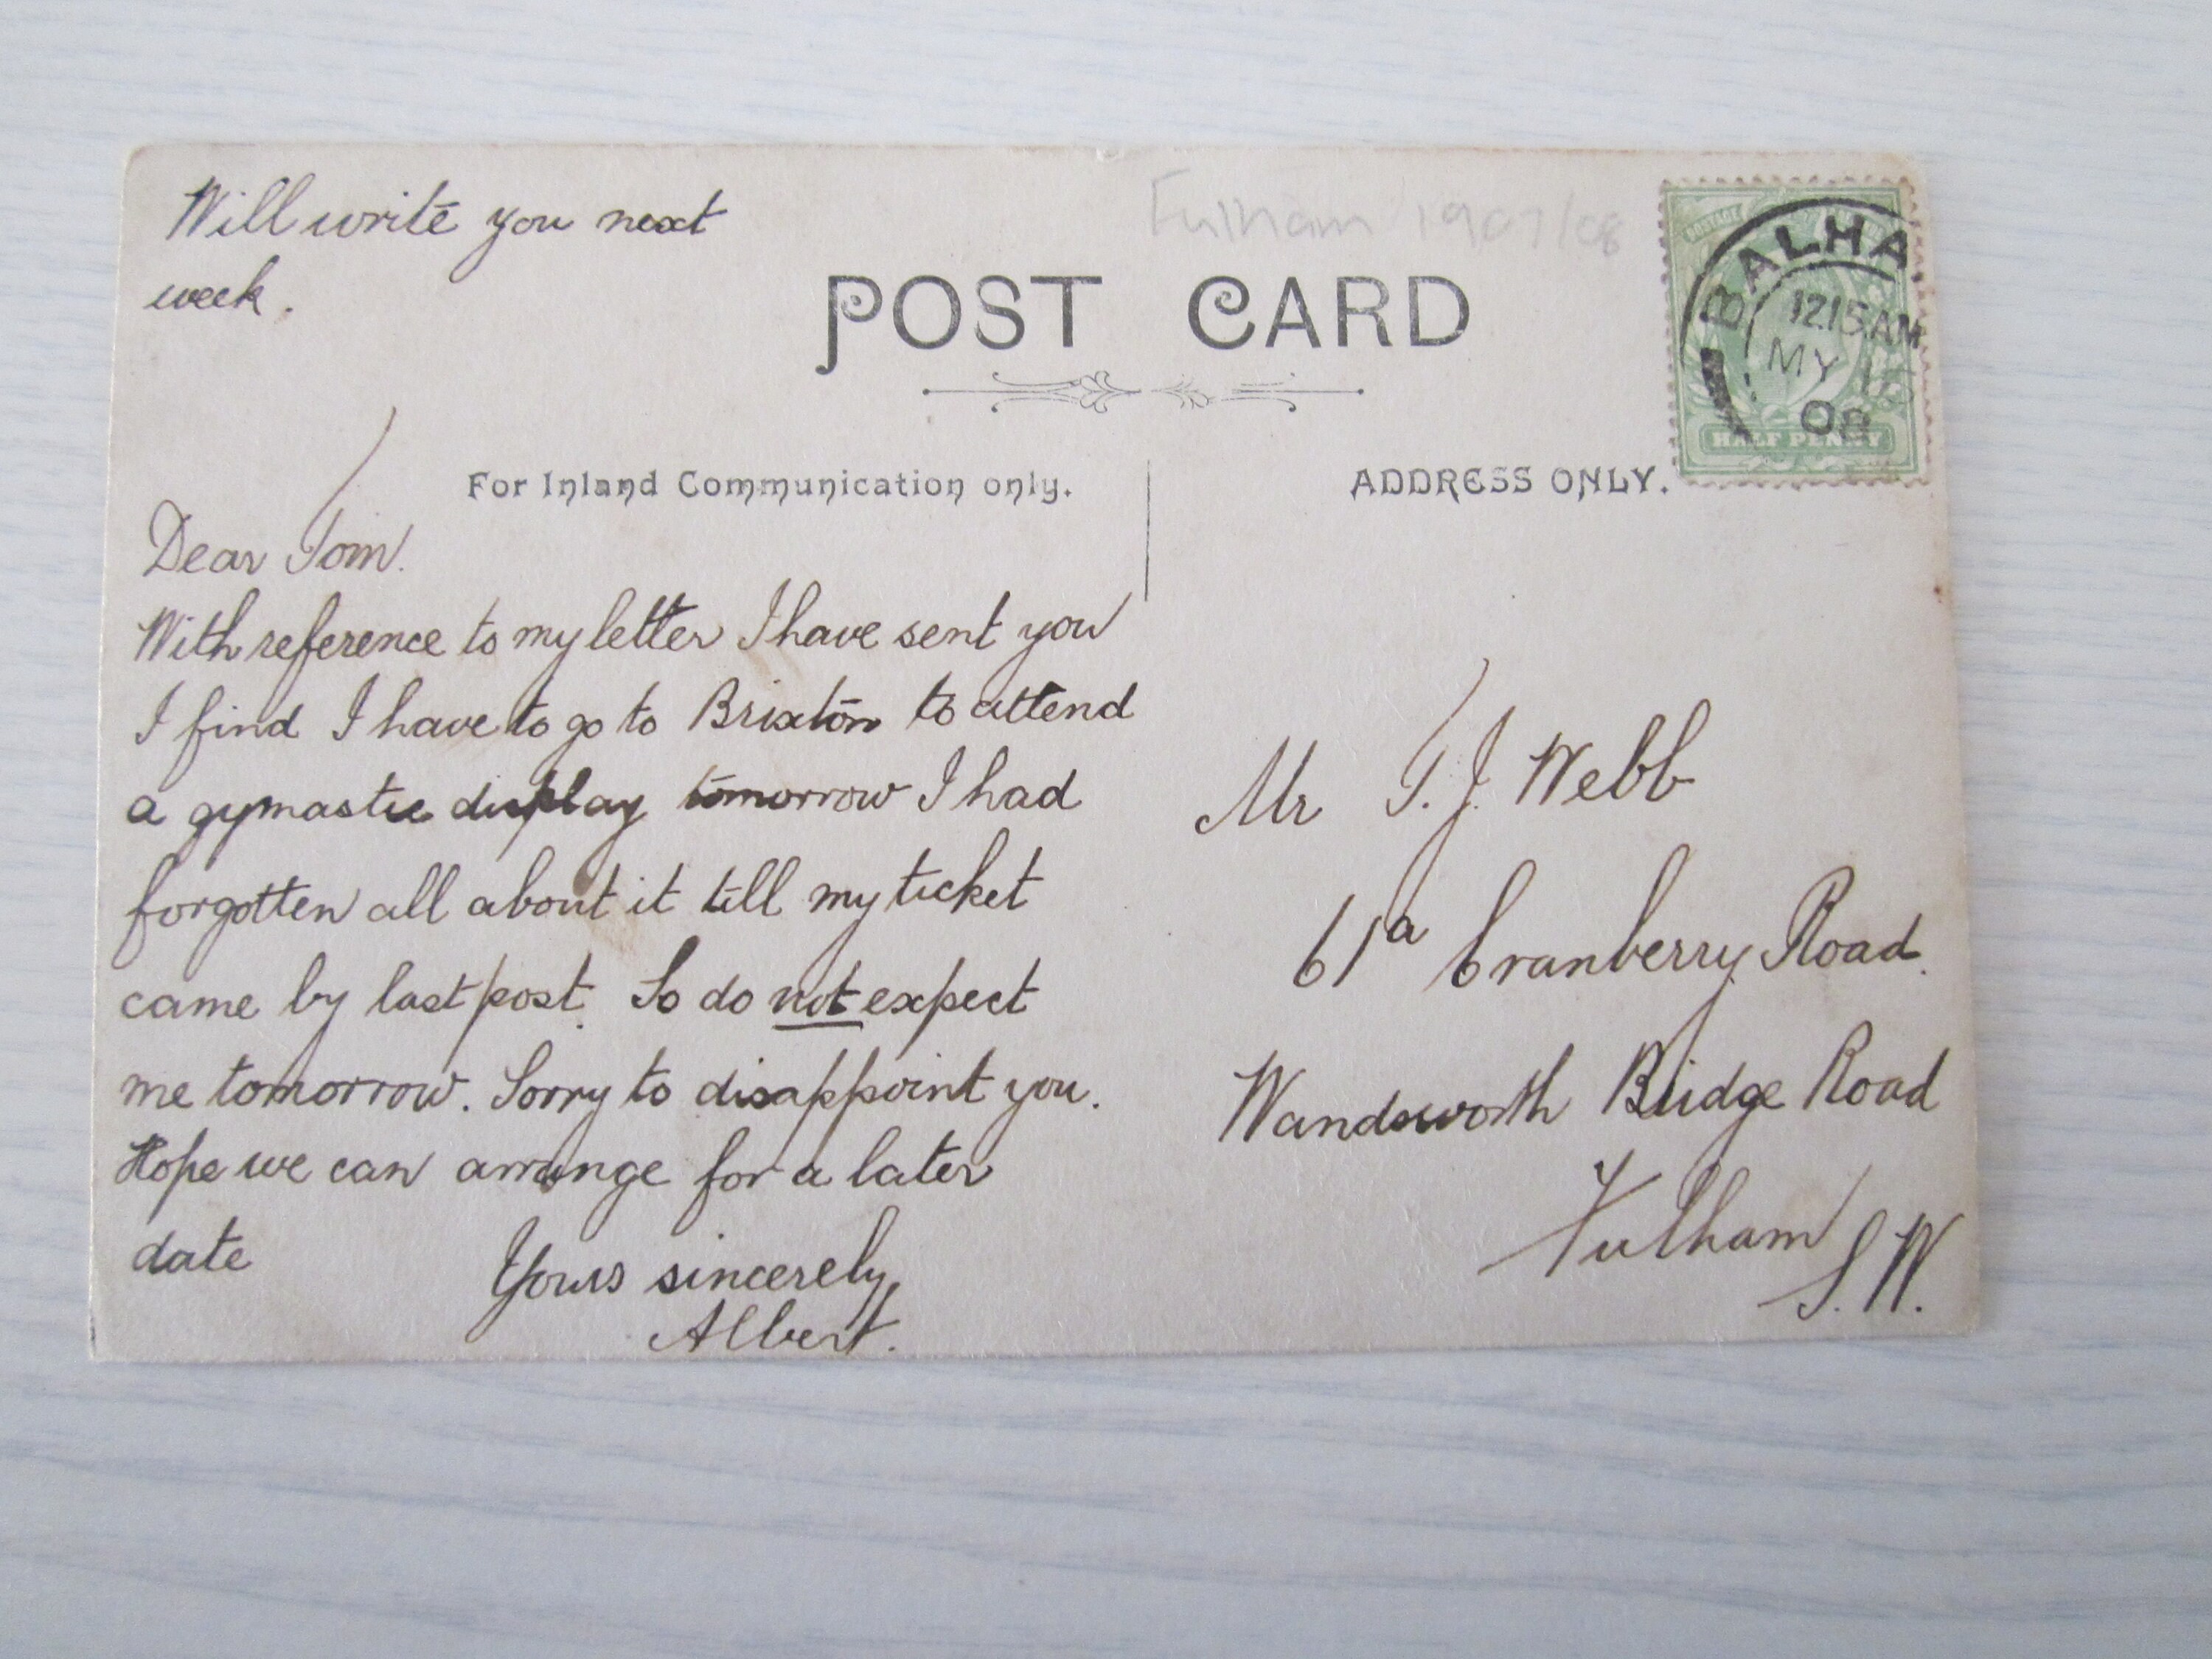 Will write you next
week.
Fulham 1907/08
POST CARD
BALHA
12.15 AM
MY
08
POSTAGE
HALF PENNY
For Inland Communication only.
ADDRESS ONLY.
Dear Tom.
With reference to my letter I have sent you
I find I have to go to Brixton to attend
a gymastic display tomorrow I had
forgotten all about it till my ticket
came by last post. So do not expect
me tomorrow. Sorry to disappoint you.
Hope we can arrange for a later
date
Yours sincerely,
Albert.
Mr T. J. Webb
61a Cranberry Road.
Wandsworth Bridge Road
Fulham
S. W.